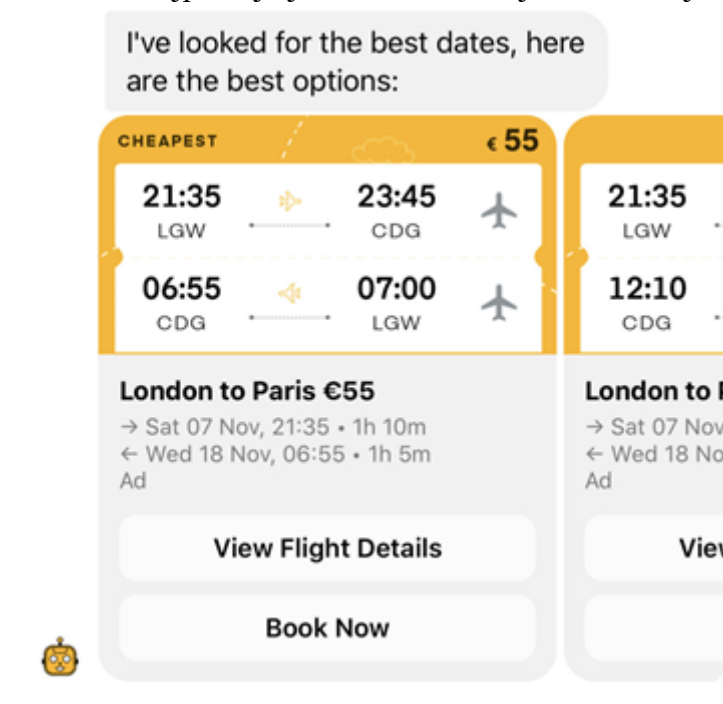 I've looked for the best dates, here
are the best options:
CHEAPEST € 55
21:35 23:45
LGW CDG
06:55 07:00
CDG LGW
London to Paris €55
→ Sat 07 Nov, 21:35 • 1h 10m
← Wed 18 Nov, 06:55 • 1h 5m
Ad
View Flight Details
Book Now
21:35
LGW
12:10
CDG
London to
→ Sat 07 Nov
← Wed 18
Ad